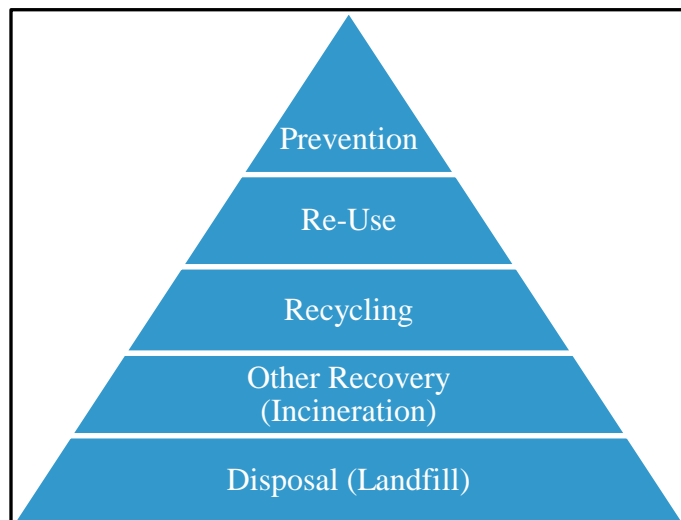 Prevention
Re-Use
Recycling
Other Recovery
(Incineration)
Disposal (Landfill)